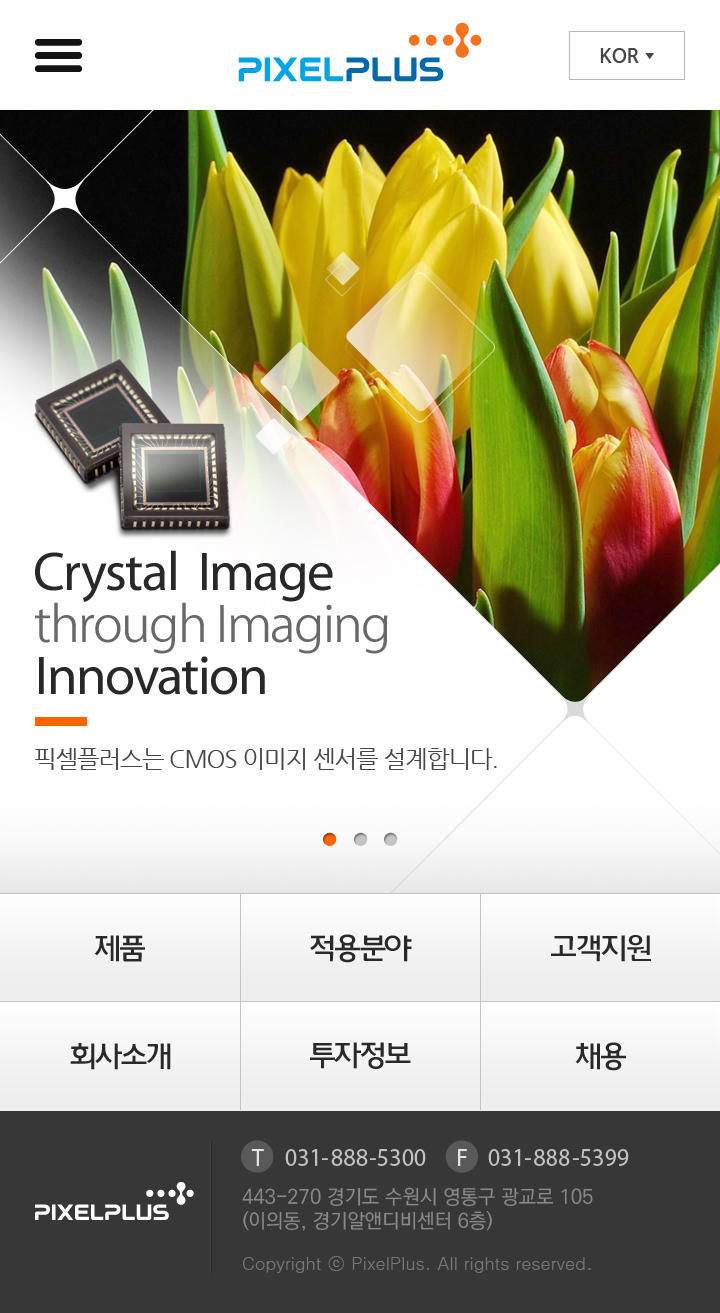 PIXELPLUS
KOR
Crystal Image
through Imaging
Innovation
픽셀플러스는 CMOS 이미지 센서를 설계합니다.
제품
적용분야
고객지원
회사소개
투자정보
채용
T 031-888-5300 F 031-888-5399
PIXELPLUS
443-270 경기도 수원시 영통구 광교로 105
(이의동, 경기알앤디비센터 6층)
Copyright ⓒ PixelPlus. All rights reserved.